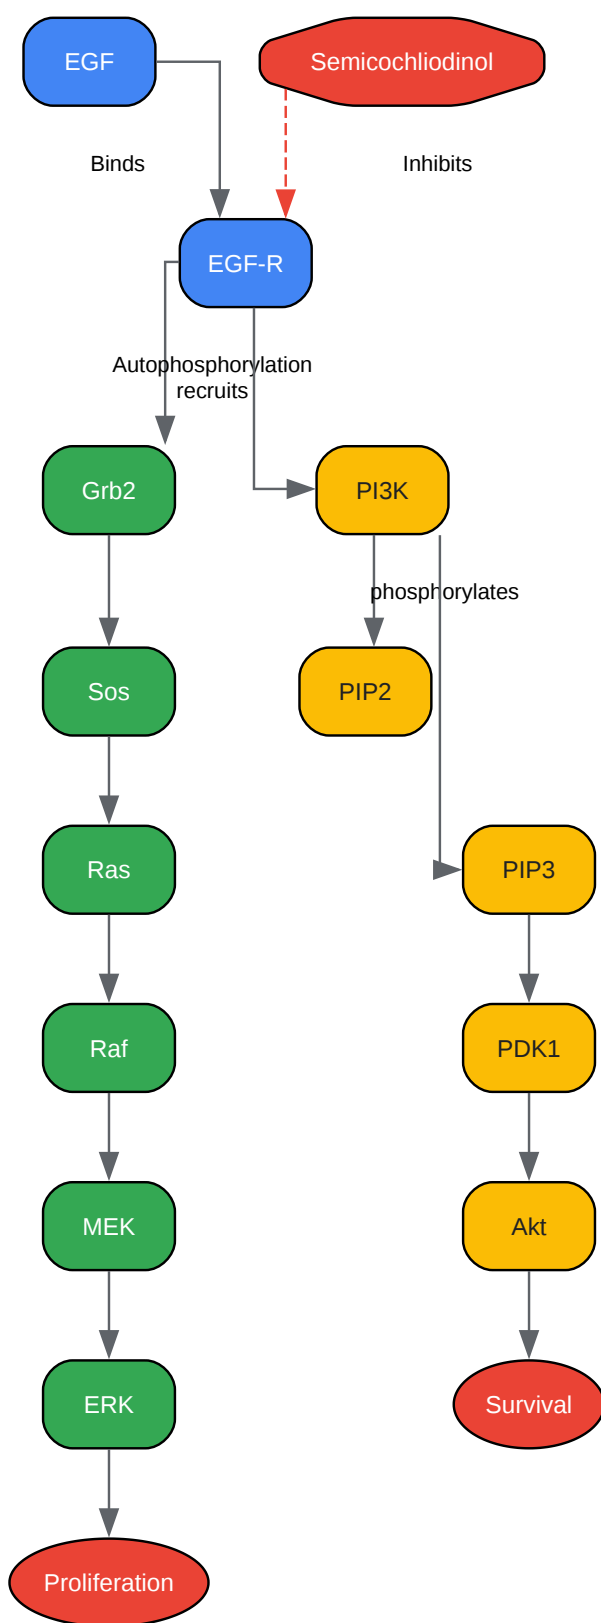 EGF
Semicochliodinol
Binds
Inhibits
EGF-R
Autophosphorylation
recruits
Grb2
PI3K
phosphorylates
Sos
PIP2
Ras
PIP3
Raf
PDK1
MEK
Akt
ERK
Survival
Proliferation